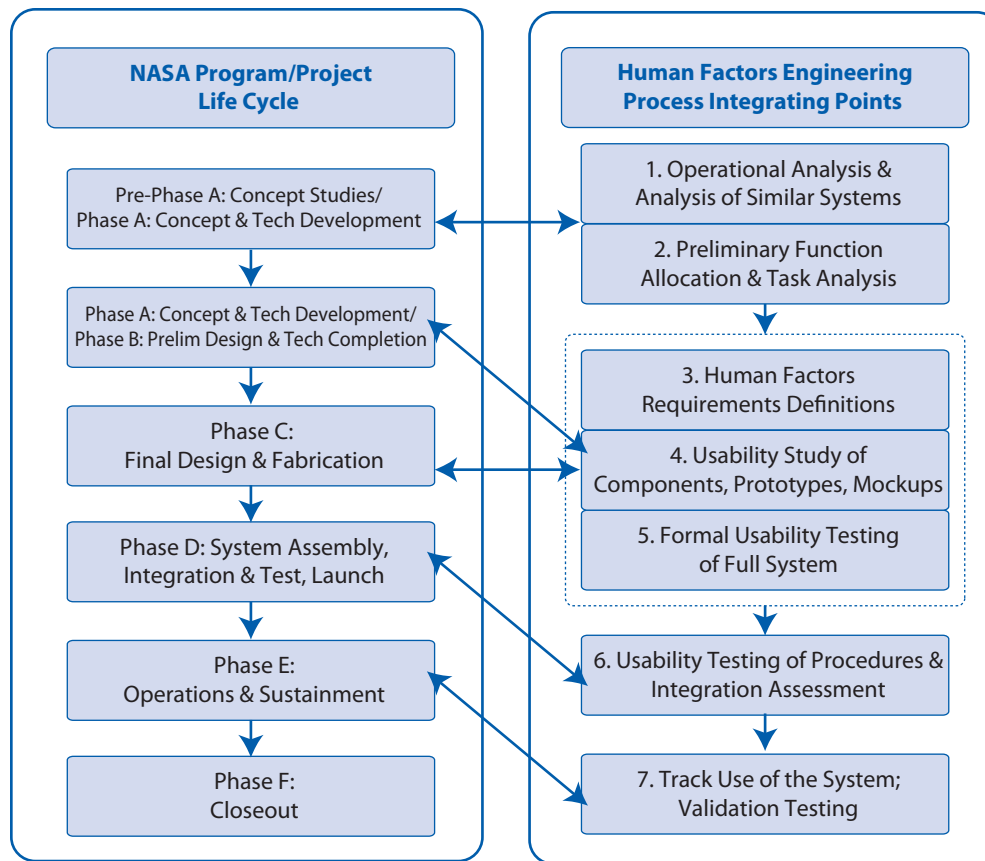 NASA Program/Project
Life Cycle
Pre-Phase A: Concept Studies/
Phase A: Concept & Tech Development
Phase A: Concept & Tech Development/
Phase B: Prelim Design & Tech Completion
Phase C:
Final Design & Fabrication
Phase D: System Assembly,
Integration & Test, Launch
Phase E:
Operations & Sustainment
Phase F:
Closeout
Human Factors Engineering
Process Integrating Points
1. Operational Analysis &
Analysis of Similar Systems
2. Preliminary Function
Allocation & Task Analysis
3. Human Factors
Requirements Definitions
4. Usability Study of
Components, Prototypes, Mockups
5. Formal Usability Testing
of Full System
6. Usability Testing of Procedures &
Integration Assessment
7. Track Use of the System;
Validation Testing